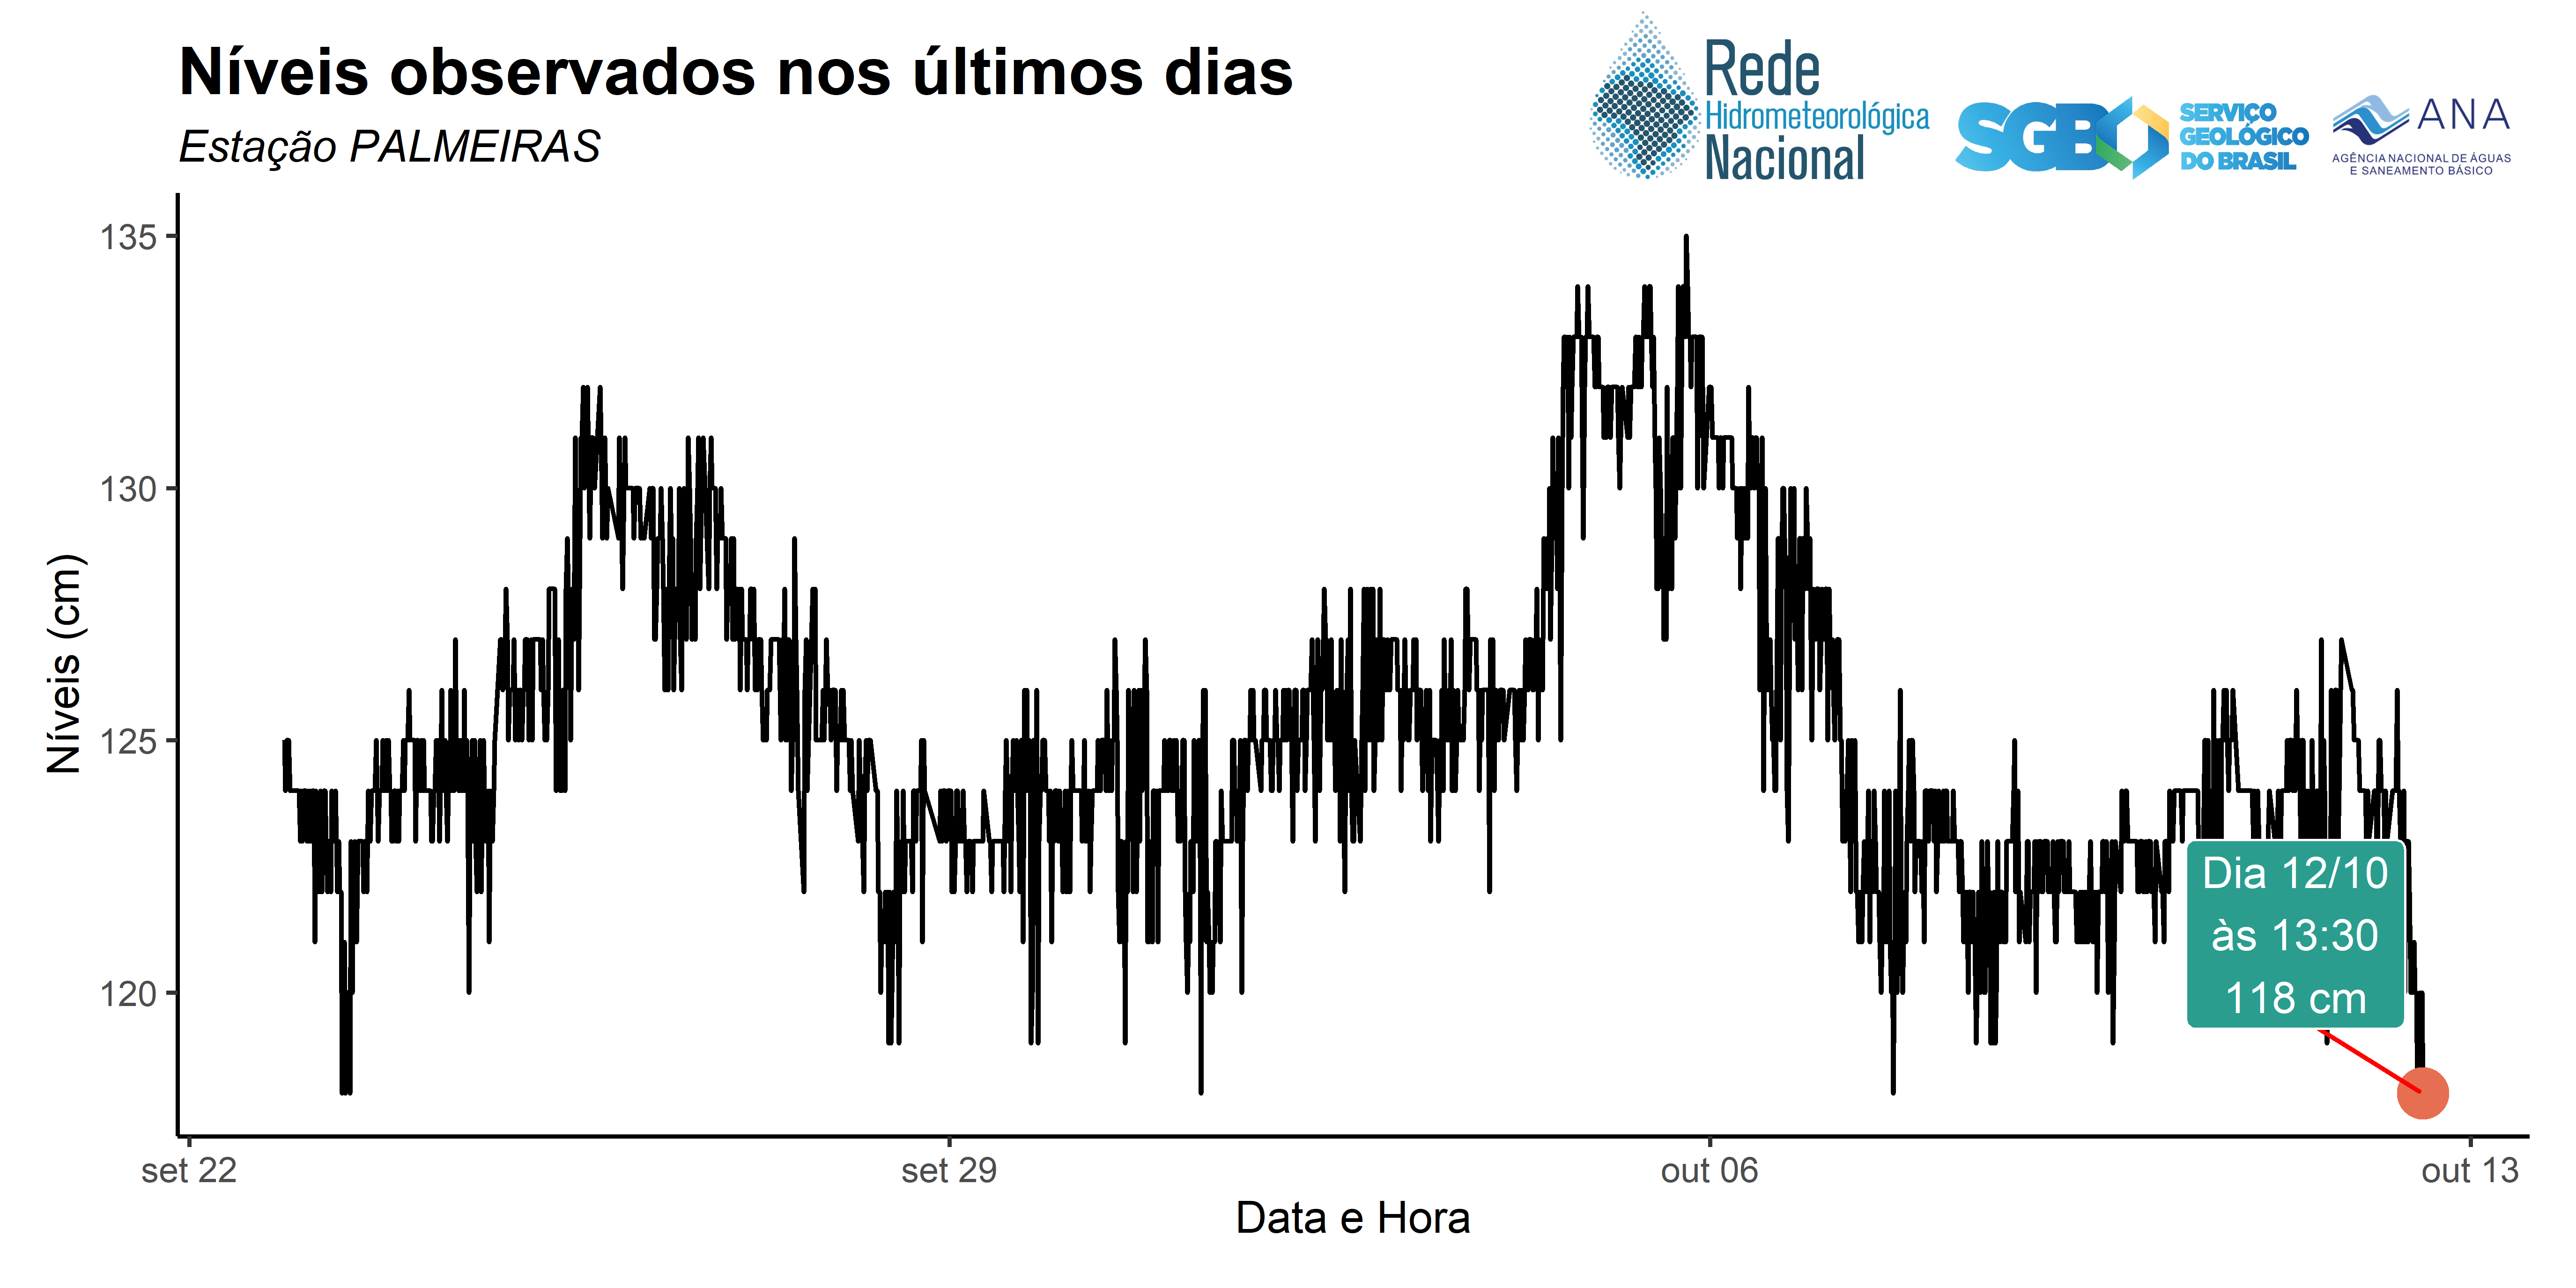 Níveis observados nos últimos dias
Estação PALMEIRAS
Rede
Hidrometeorológica
Nacional
SGB
SERVIÇO
GEOLÓGICO
DO BRASIL
ANA
AGÊNCIA NACIONAL DE ÁGUAS
E SANEAMENTO BÁSICO
Níveis (cm)
135
130
125
120
Dia 12/10
às 13:30
118 cm
set 22
set 29
out 06
out 13
Data e Hora